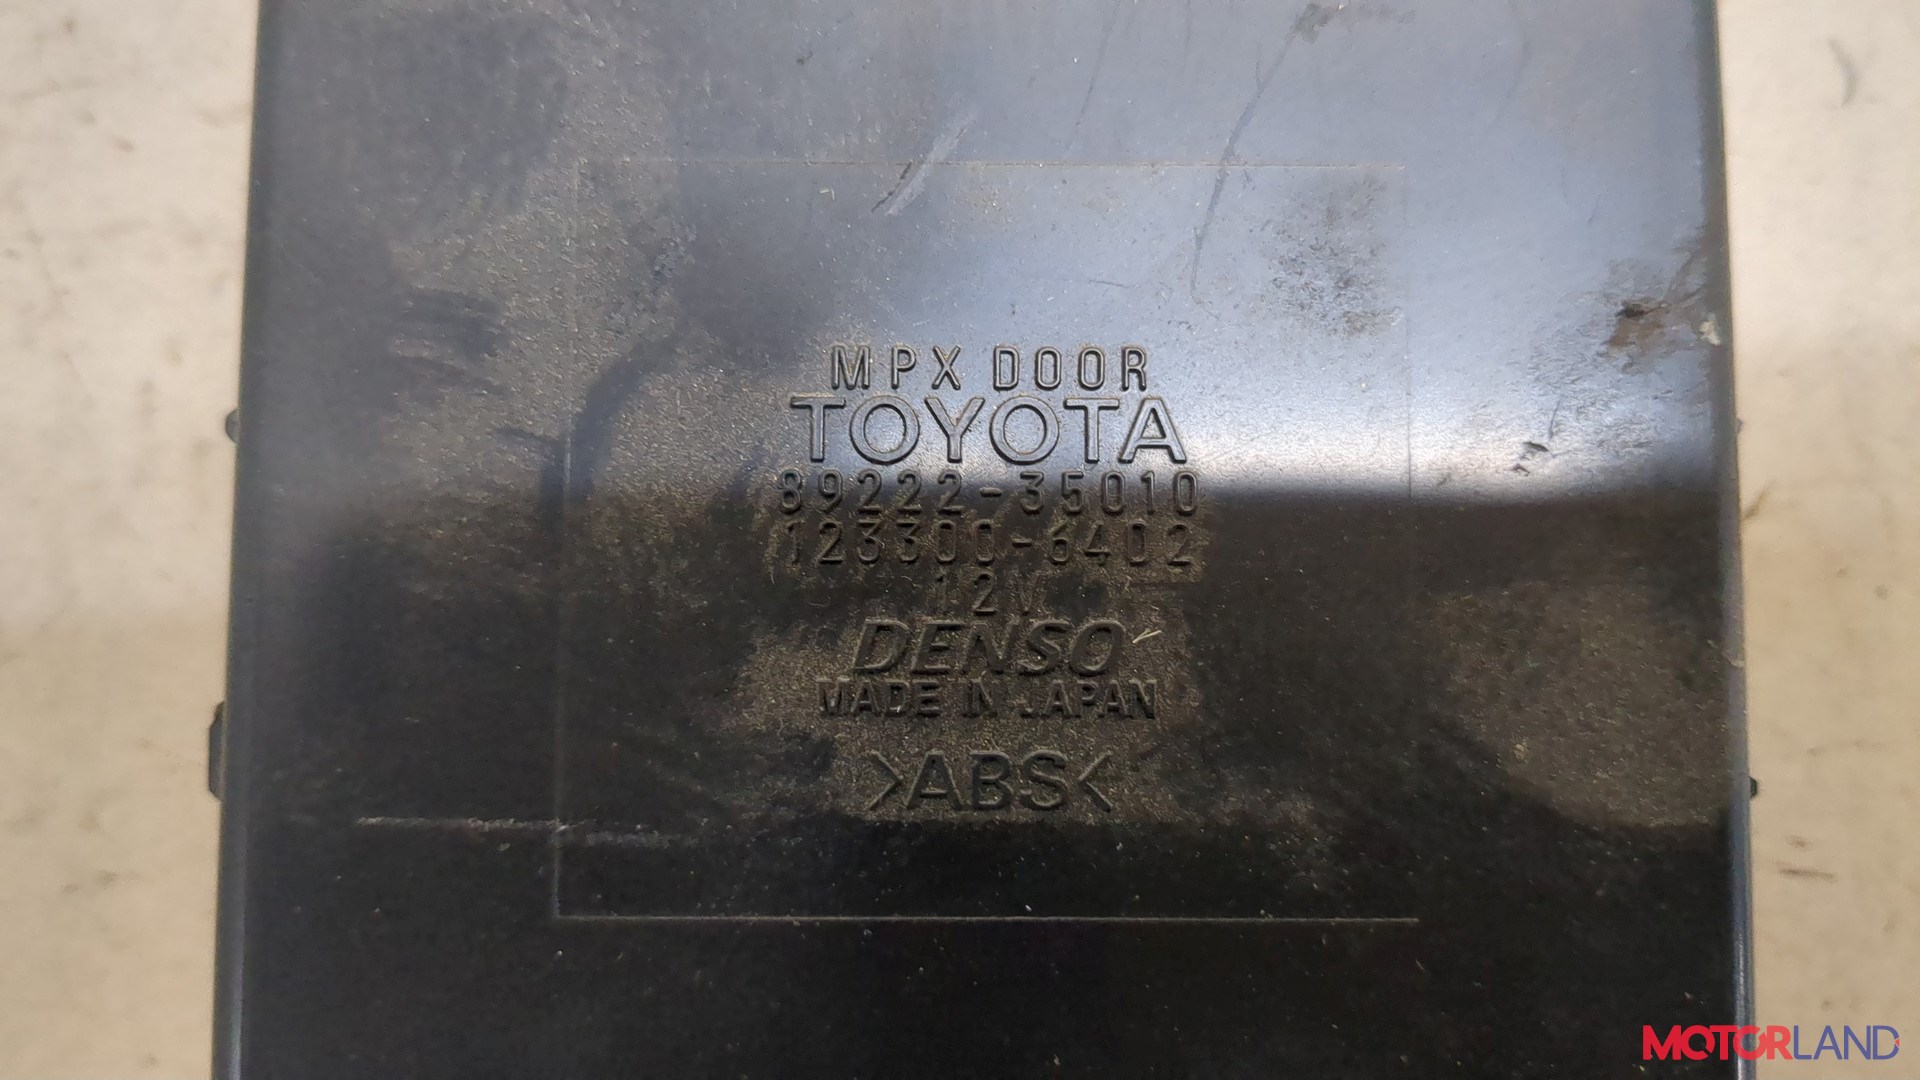 MPX DOOR
TOYOTA
89222-35010
123300-6402
12V
DENSO
MADE IN JAPAN
>ABS<
MOTORLAND